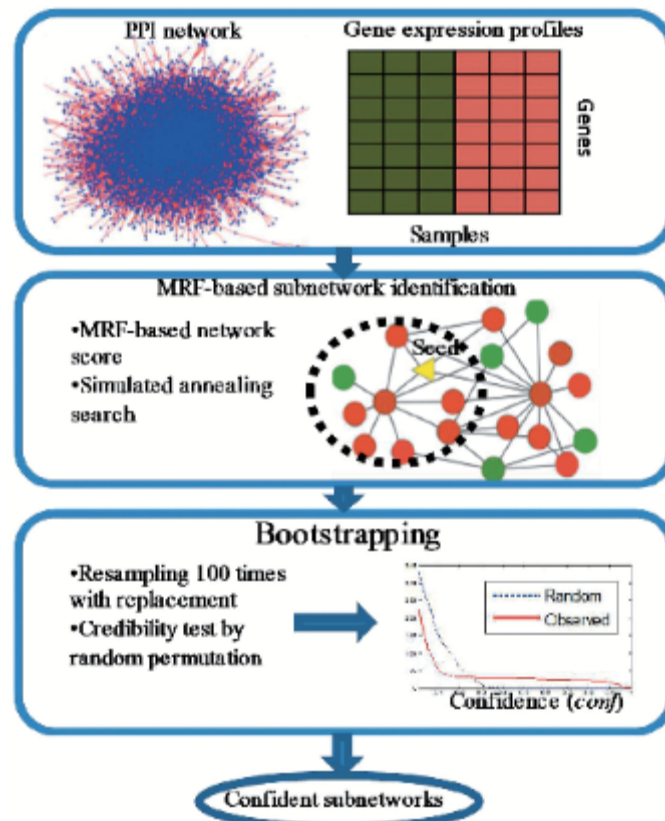 PPI network
Gene expression profiles
Genes
Samples
MRF-based subnetwork identification
•MRF-based network
score
•Simulated annealing
search
Seed
Bootstrapping
•Resampling 100 times
with replacement
•Credibility test by
random permutation
Random
Observed
Confidence (conf)
Confident subnetworks